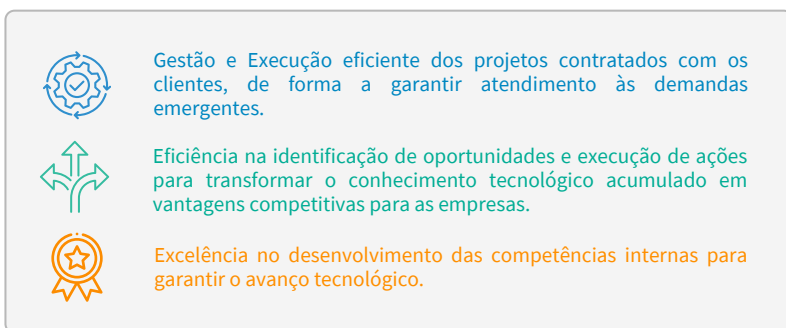 Gestão e Execução eficiente dos projetos contratados com os
clientes, de forma a garantir atendimento às demandas
emergentes.
Eficiência na identificação de oportunidades e execução de ações
para transformar o conhecimento tecnológico acumulado em
vantagens competitivas para as empresas.
Excelência no desenvolvimento das competências internas para
garantir o avanço tecnológico.